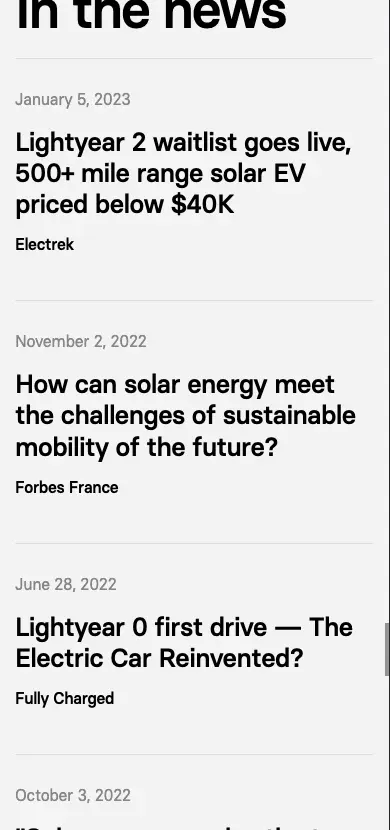 in the news
January 5, 2023
Lightyear 2 waitlist goes live,
500+ mile range solar EV
priced below $40K
Electrek
November 2, 2022
How can solar energy meet
the challenges of sustainable
mobility of the future?
Forbes France
June 28, 2022
Lightyear 0 first drive — The
Electric Car Reinvented?
Fully Charged
October 3, 2022